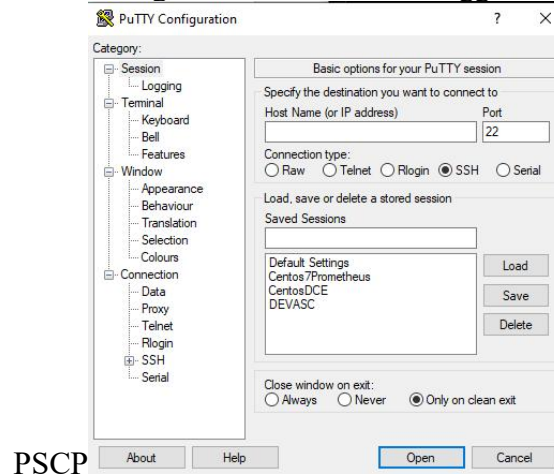 PuTTY Configuration ? ×
Category:
Session
Logging
Terminal
Keyboard
Bell
Features
Window
Appearance
Behaviour
Translation
Selection
Colours
Connection
Data
Proxy
Telnet
Rlogin
SSH
Serial
Basic options for your PuTTY session
Specify the destination you want to connect to
Host Name (or IP address) Port
22
Connection type:
Raw Telnet Rlogin SSH Serial
Load, save or delete a stored session
Saved Sessions
Default Settings
Centos7Prometheus
CentosDCE
DEVASC
Load
Save
Delete
Close window on exit:
Always Never Only on clean exit
About Help Open Cancel
PSCP